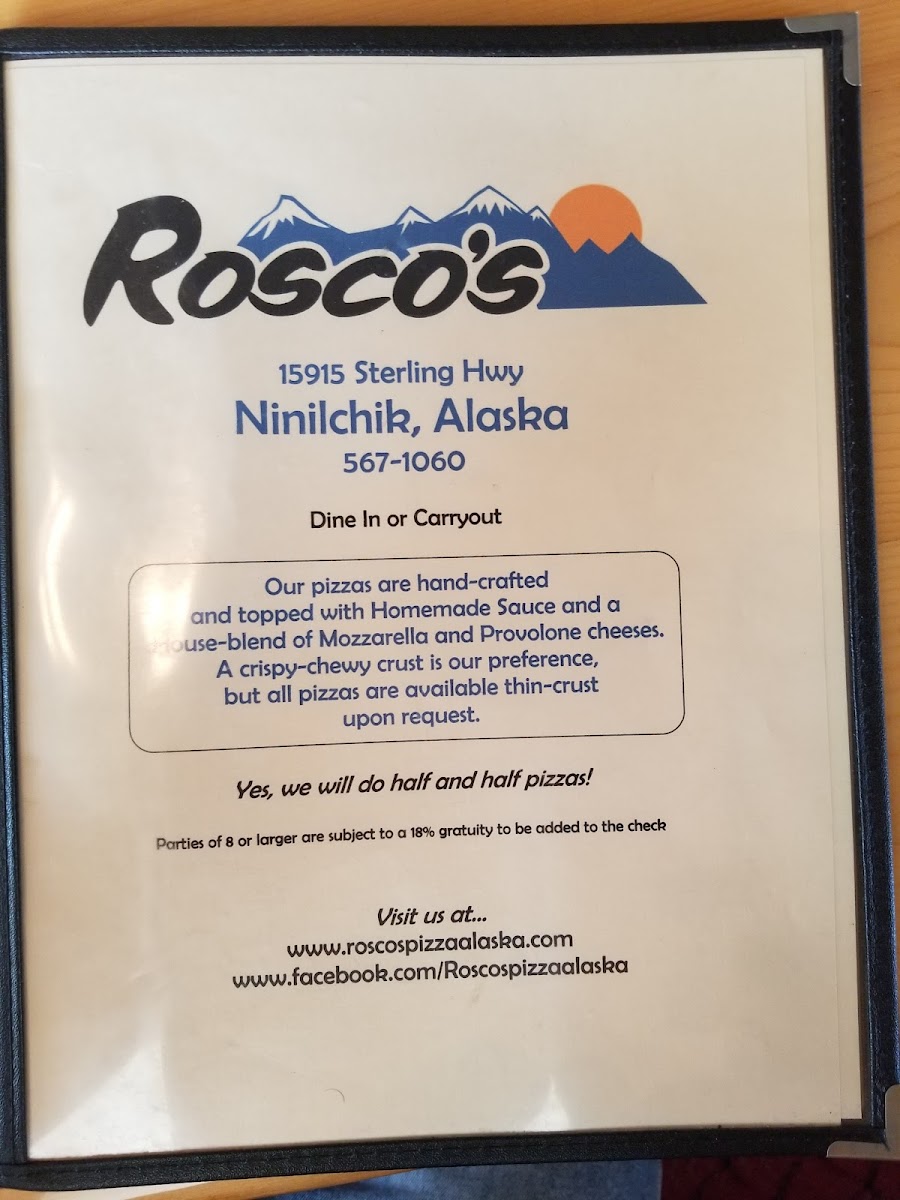 Rosco's
15915 Sterling Hwy
Ninilchik, Alaska
567-1060
Dine In or Carryout
Our pizzas are hand-crafted
and topped with Homemade Sauce and a
house-blend of Mozzarella and Provolone cheeses.
A crispy-chewy crust is our preference,
but all pizzas are available thin-crust
upon request.
Yes, we will do half and half pizzas!
Parties of 8 or larger are subject to a 18% gratuity to be added to the check
Visit us at...
www.roscospizzaalaska.com
www.facebook.com/Roscospizzaalaska